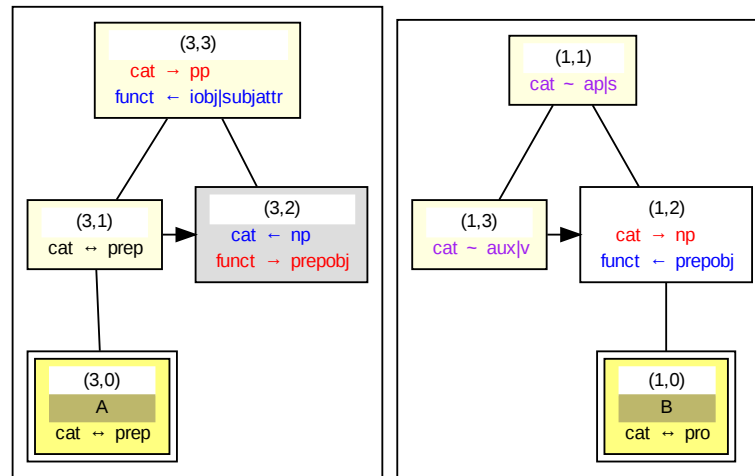 (3,3)
cat → pp
funct ← iobj|subjattr
(3,1)
cat ↔ prep
(3,2)
cat ← np
funct → prepobj
(3,0)
A
cat ↔ prep
(1,1)
cat ~ ap|s
(1,3)
cat ~ aux|v
(1,2)
cat → np
funct ← prepobj
(1,0)
B
cat ↔ pro